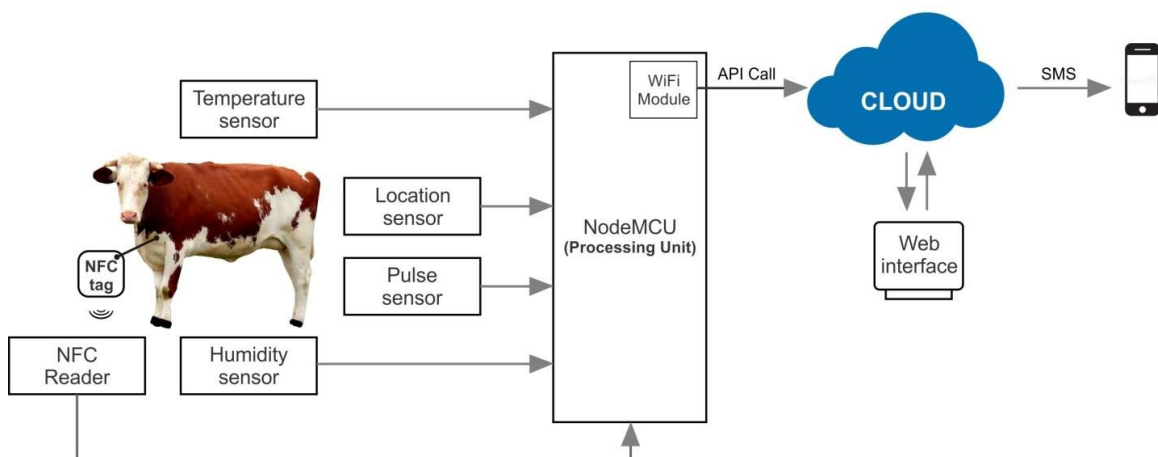 Temperature
sensor
WiFi
Module
API Call
CLOUD
SMS
Location
sensor
NodeMCU
(Processing Unit)
Web
interface
NFC
tag
Pulse
sensor
NFC
Reader
Humidity
sensor